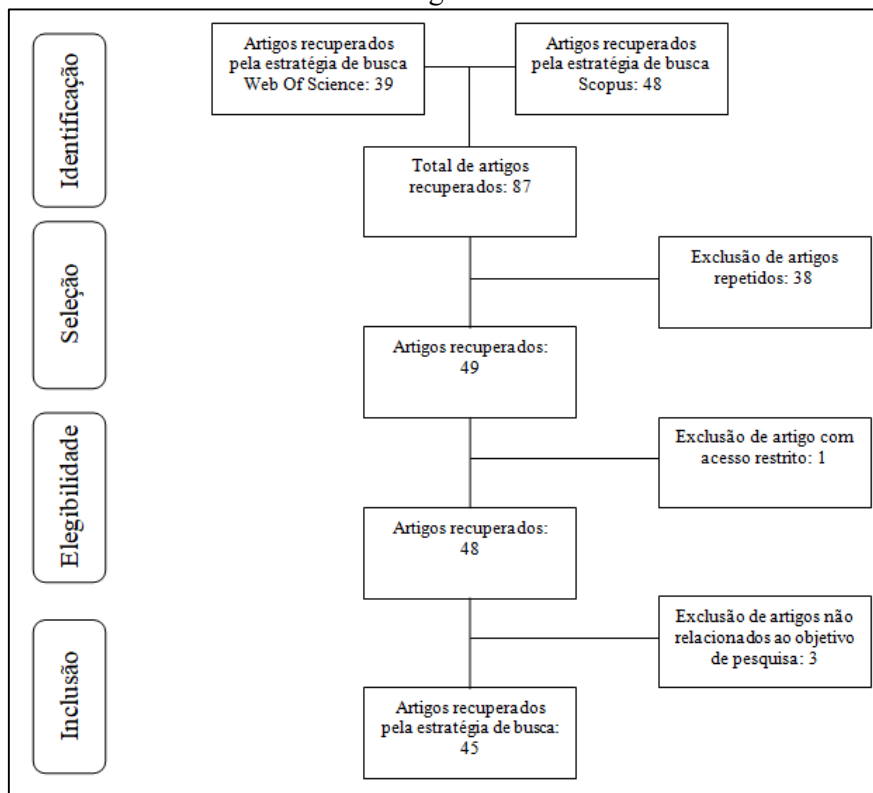 Identificação
Artigos recuperados
pela estratégia de busca
Web Of Science: 39
Artigos recuperados
pela estratégia de busca
Scopus: 48
Total de artigos
recuperados: 87
Seleção
Exclusão de artigos
repetidos: 38
Artigos recuperados:
49
Elegibilidade
Exclusão de artigo com
acesso restrito: 1
Artigos recuperados:
48
Inclusão
Exclusão de artigos não
relacionados ao objetivo
de pesquisa: 3
Artigos recuperados
pela estratégia de busca:
45